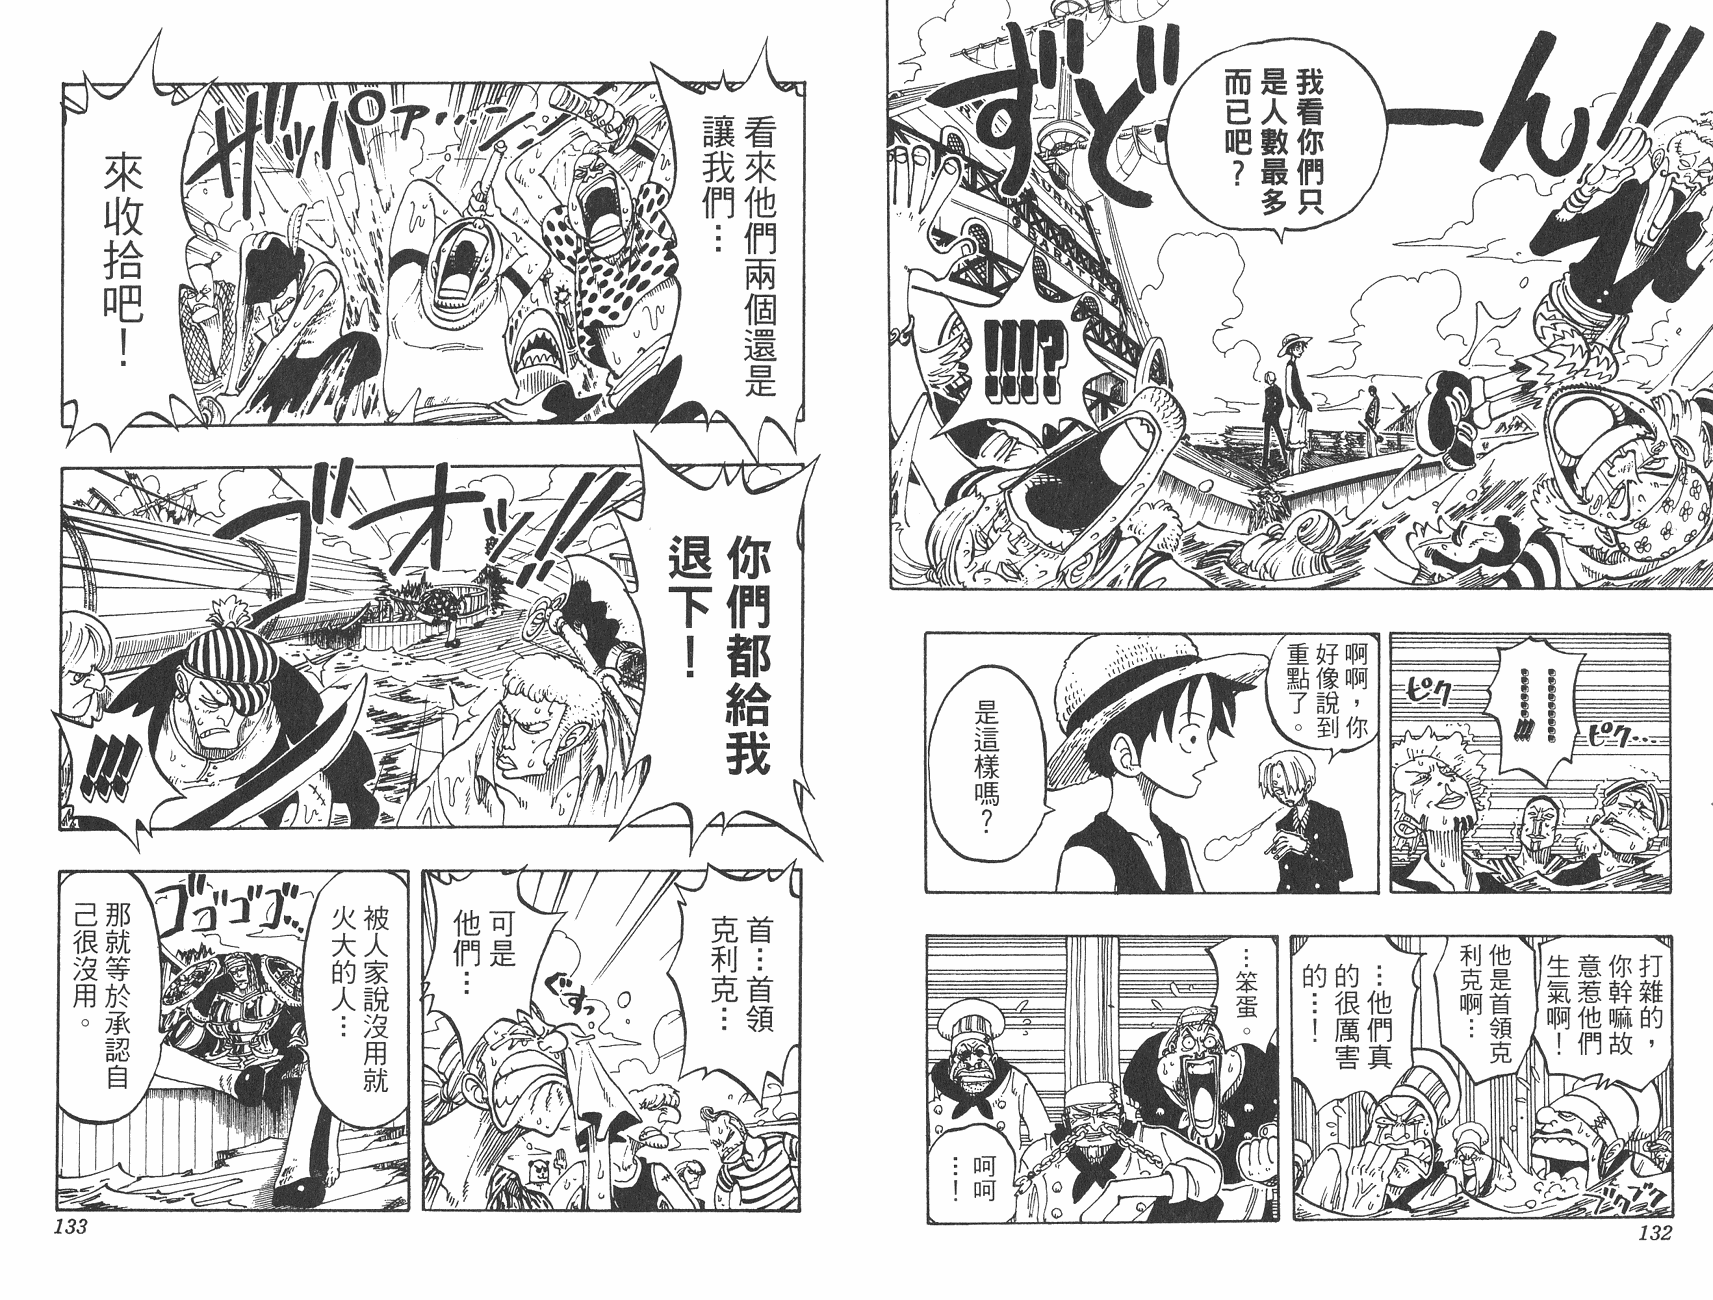 ずどーん!!
我看你們只
是人數最多
而已吧?
!!!!?
DON KRIEG
ピク
ピク…
啊啊,你
好像說到
重點了。
是這樣嗎?
打雜的,
你幹嘛故
意惹他們
生氣啊!
他是首領克
利克啊…
…他們真
的很厲害
的…!
ブクブク
…笨蛋。
呵呵
…!
132
看來他們兩個還是
讓我們…
來收拾吧!
ザバッパァ…
ゴオッ!!
你們都給我
退下!
!!!
首…首領
克利克…
可是
他們…
ぐすっ
被人家說沒用就
火大的人…
那就等於承認自
己很沒用。
ゴゴゴゴ…
133